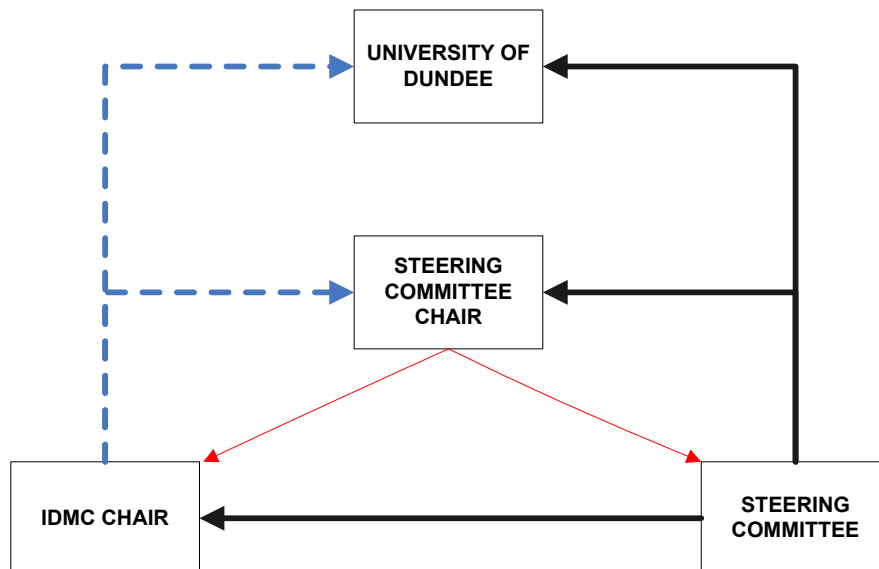 UNIVERSITY OF
DUNDEE
STEERING
COMMITTEE
CHAIR
IDMC CHAIR
STEERING
COMMITTEE